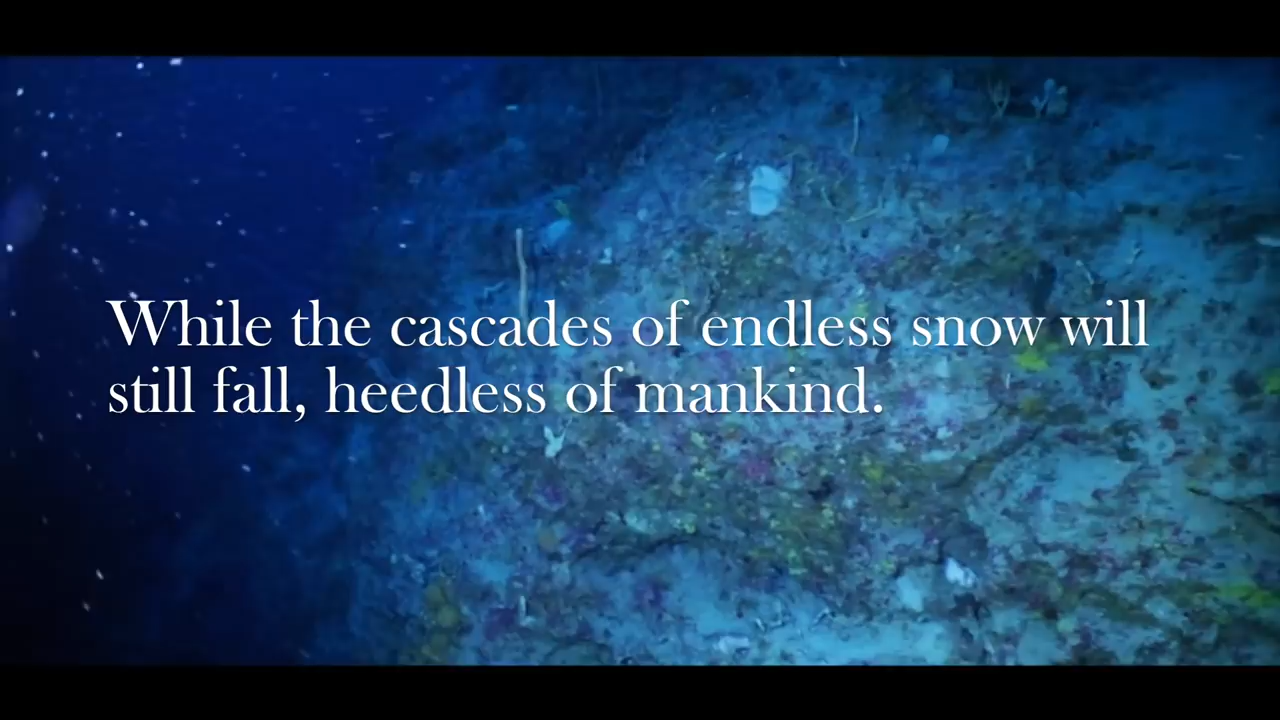 While the cascades of endless snow will
still fall, heedless of mankind.